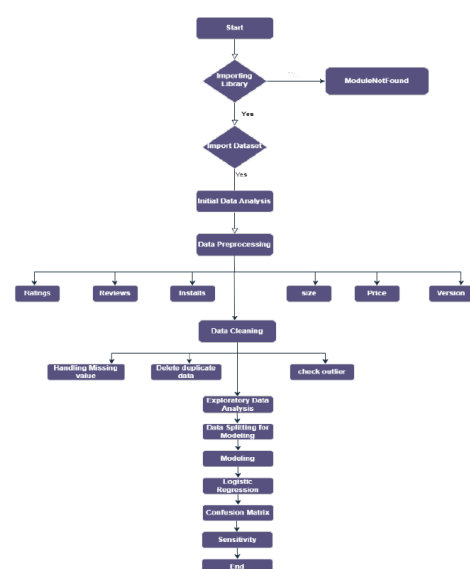 Start
Importing
Library
ModuleNetFound
Yes
Import Dataset
Yes
Initial Data Analysis
Data Preprocessing
Ratings
Reviews
Installs
size
Price
Version
Data Cleaning
Handling Missing
value
Delete duplicate
data
check outlier
Exploratory Data
Analysis
Data Splitting for
Modeling
Modeling
Logistic
Regression
Confusion Matrix
Sensitivity
End